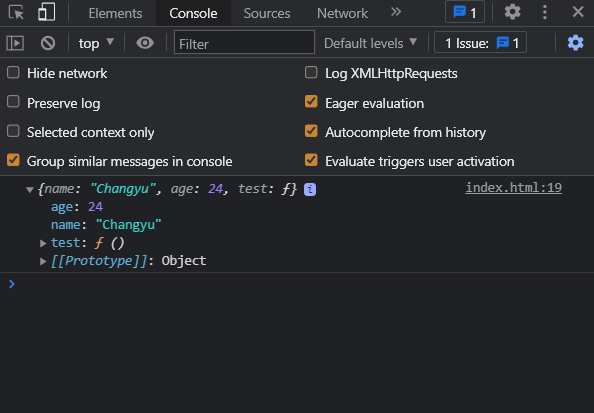 Elements Console Sources Network » 1
top ▼ Filter Default levels ▼ 1 Issue: 1
Hide network Log XMLHttpRequests
Preserve log Eager evaluation
Selected context only Autocomplete from history
Group similar messages in console Evaluate triggers user activation
▼ {name: "Changyu", age: 24, test: ƒ} i index.html:19
age: 24
name: "Changyu"
▶ test: ƒ ()
▶ [[Prototype]]: Object
>